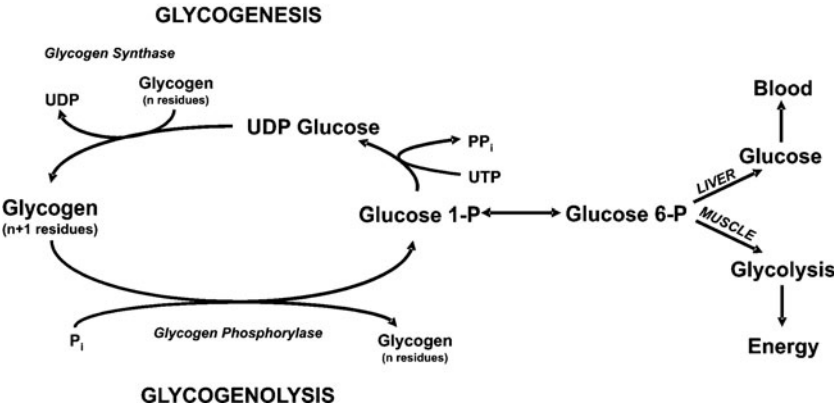 GLYCOGENESIS
Glycogen Synthase
Glycogen
(n residues)
UDP
UDP Glucose
PPi
UTP
Blood
Glucose
LIVER
Glycogen
(n+1 residues)
Glucose 1-P
Glucose 6-P
MUSCLE
Glycolysis
Energy
Pi
Glycogen Phosphorylase
Glycogen
(n residues)
GLYCOGENOLYSIS